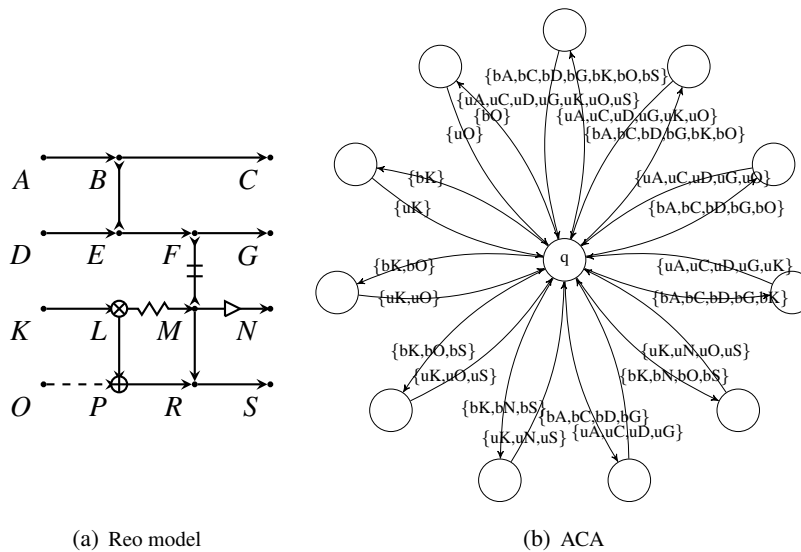 A B C
D E F G
K L M N
O P R S
(a) Reo model
{bA,bC,bD,bG,bK,bO,bS}
{uA,uC,uD,uG,uK,uO,uS}
{bO}
{uA,uC,uD,uG,uK,uO}
{uO}
{bA,bC,bD,bG,bK,bO}
{bK}
{uA,uC,uD,uG,uO}
{uK}
{bA,bC,bD,bG,bO}
q
{bK,bO}
{uA,uC,uD,uG,uK}
{uK,uO}
{bA,bC,bD,bG,bK}
{bK,bO,bS}
{uK,uN,uO,uS}
{uK,uO,uS}
{bK,bN,bO,bS}
{bK,bN,bS}
{bA,bC,bD,bG}
{uK,uN,uS}
{uA,uC,uD,uG}
(b) ACA